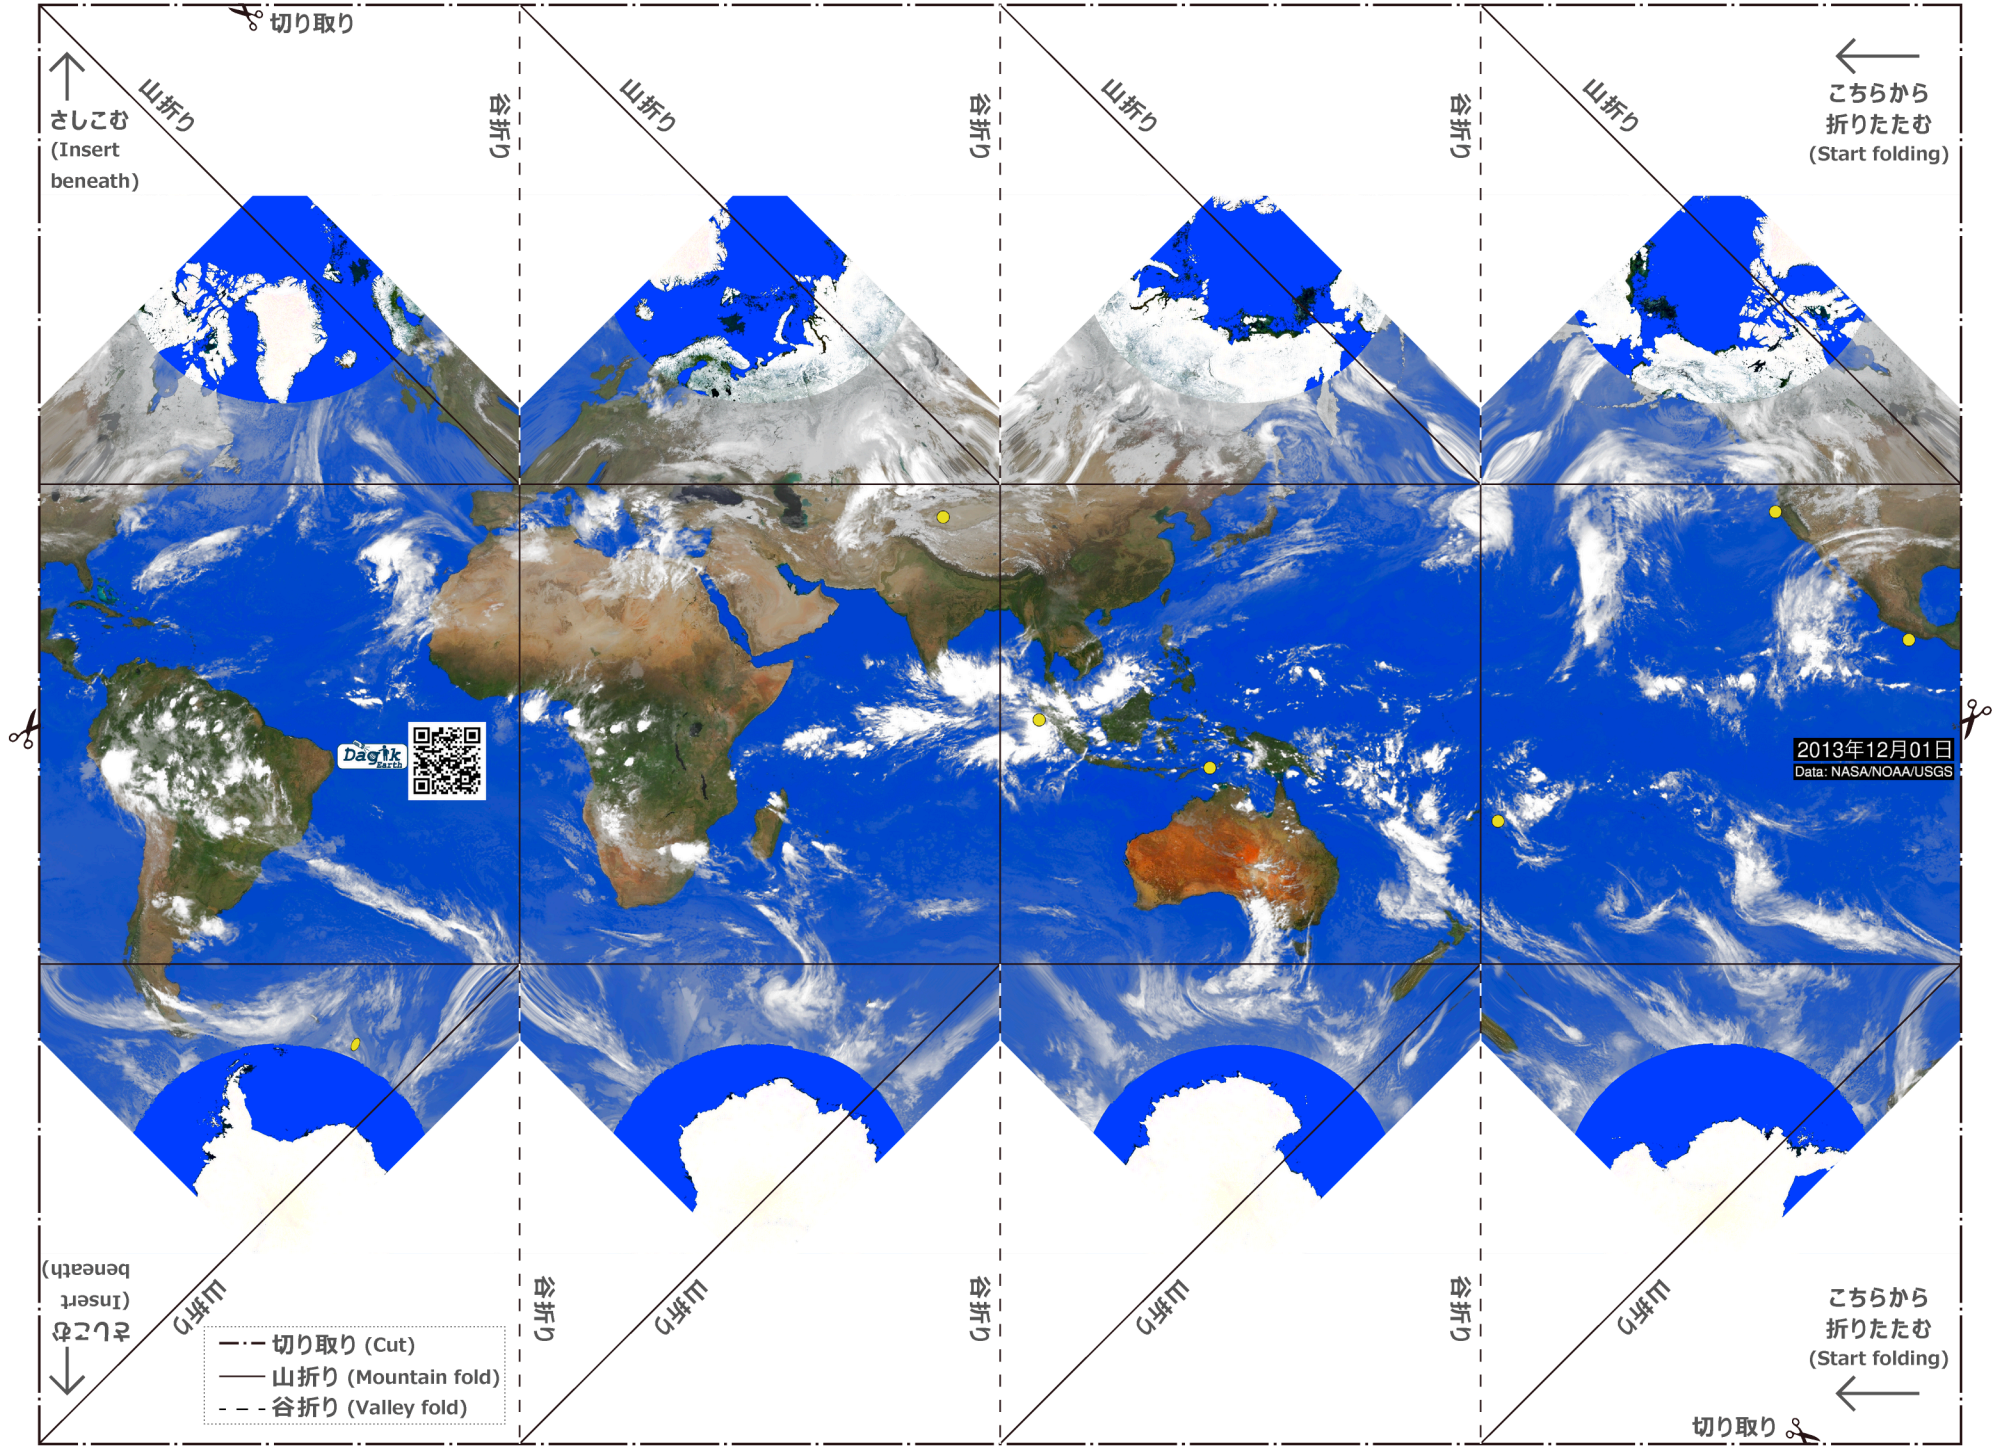 切り取り
山折り
山折り
山折り
山折り
谷折り
谷折り
谷折り
さしこむ
(Insert
beneath)
こちらから
折りたたむ
(Start folding)
Dagik
Earth
2013年12月01日
Data: NASA/NOAA/USGS
さしこむ
(Insert
beneath)
山折り
山折り
山折り
山折り
谷折り
谷折り
谷折り
こちらから
折りたたむ
(Start folding)
切り取り (Cut)
山折り (Mountain fold)
谷折り (Valley fold)
切り取り